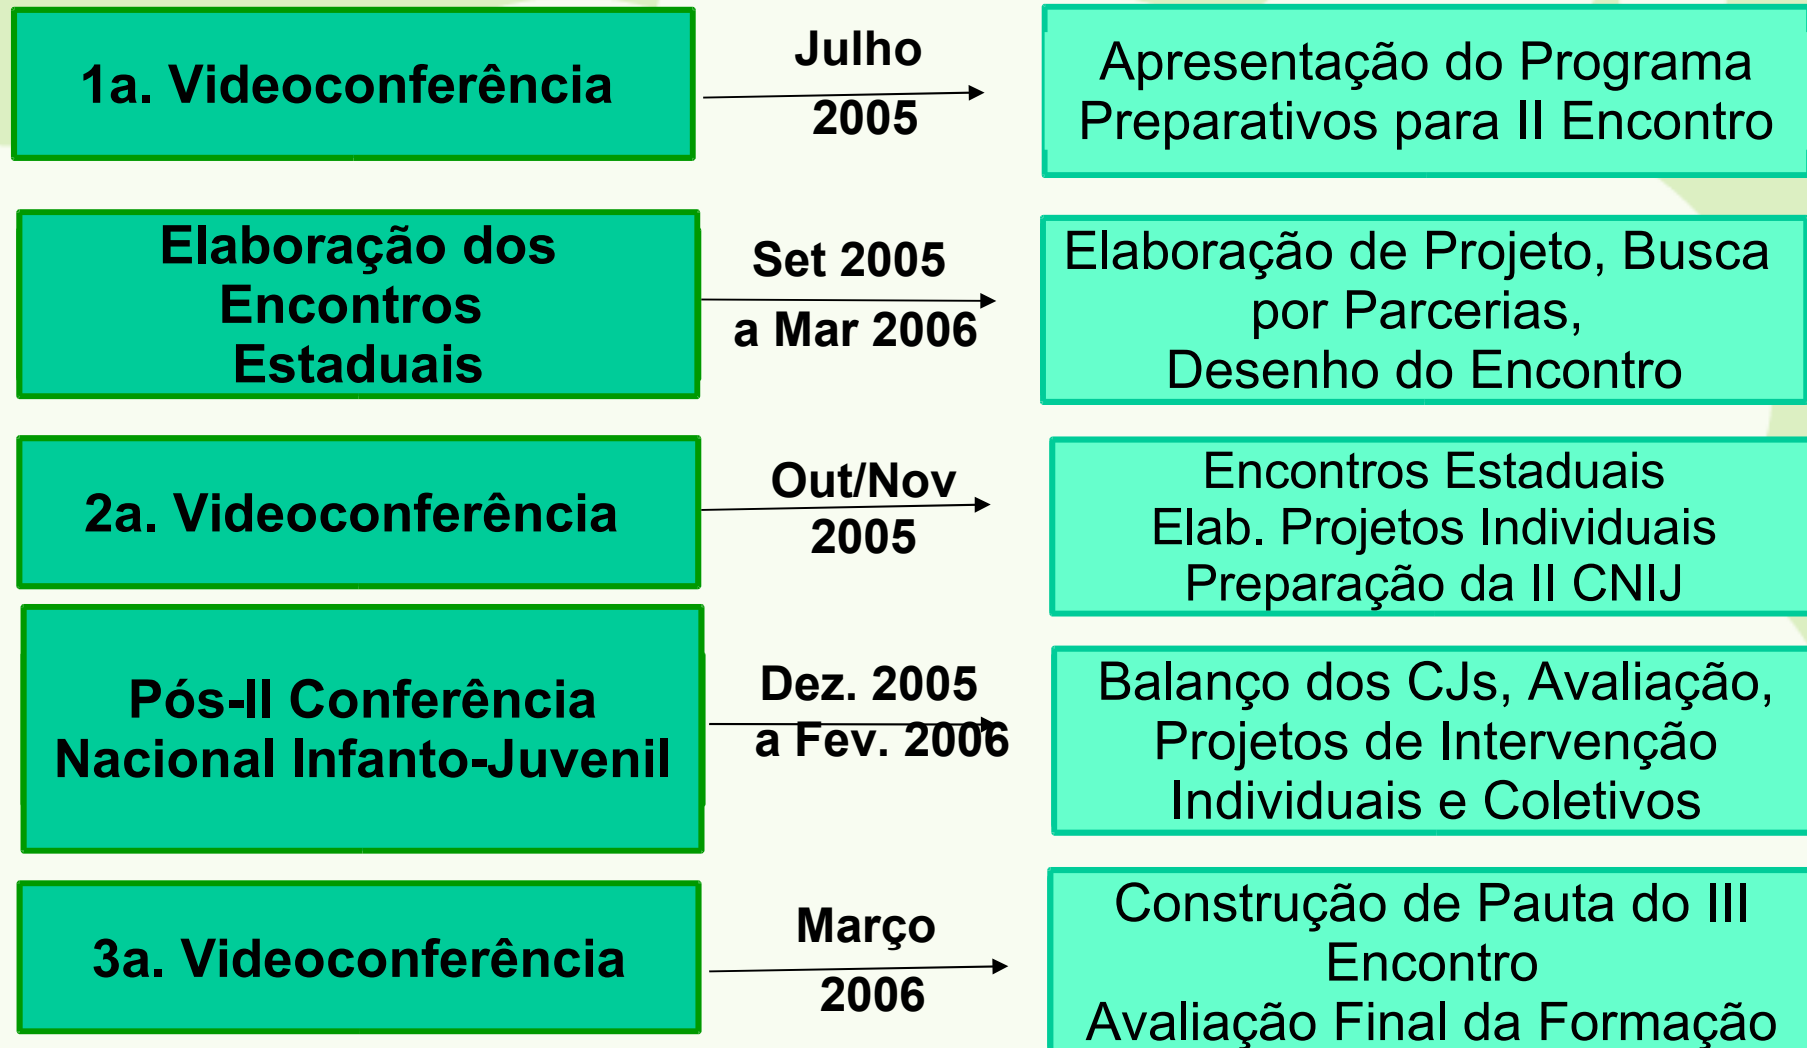 1a. Videoconferência
Julho
2005
Apresentação do Programa
Preparativos para II Encontro
Elaboração dos
Encontros
Estaduais
Set 2005
a Mar 2006
Elaboração de Projeto, Busca
por Parcerias,
Desenho do Encontro
2a. Videoconferência
Out/Nov
2005
Encontros Estaduais
Elab. Projetos Individuais
Preparação da II CNIJ
Pós-II Conferência
Nacional Infanto-Juvenil
Dez. 2005
a Fev. 2006
Balanço dos CJs, Avaliação,
Projetos de Intervenção
Individuais e Coletivos
3a. Videoconferência
Março
2006
Construção de Pauta do III
Encontro
Avaliação Final da Formação